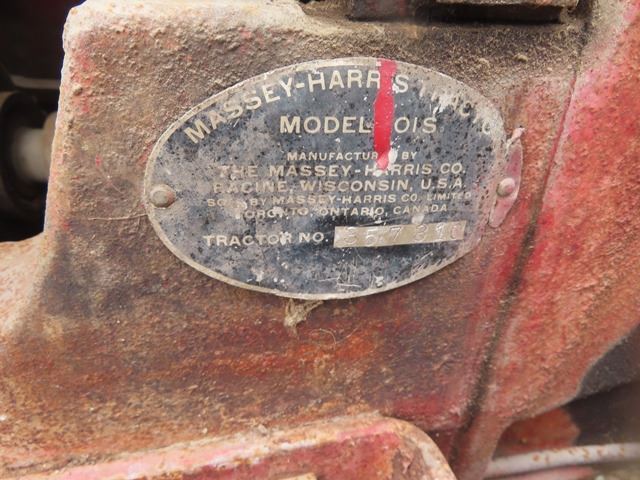 MASSEY-HARRIS TRACTO
MODEL 101S
MANUFACTURED BY
THE MASSEY-HARRIS CO.
RACINE, WISCONSIN, U.S.A.
SOLD BY MASSEY-HARRIS CO. LIMITED
TORONTO, ONTARIO, CANADA
TRACTOR NO.